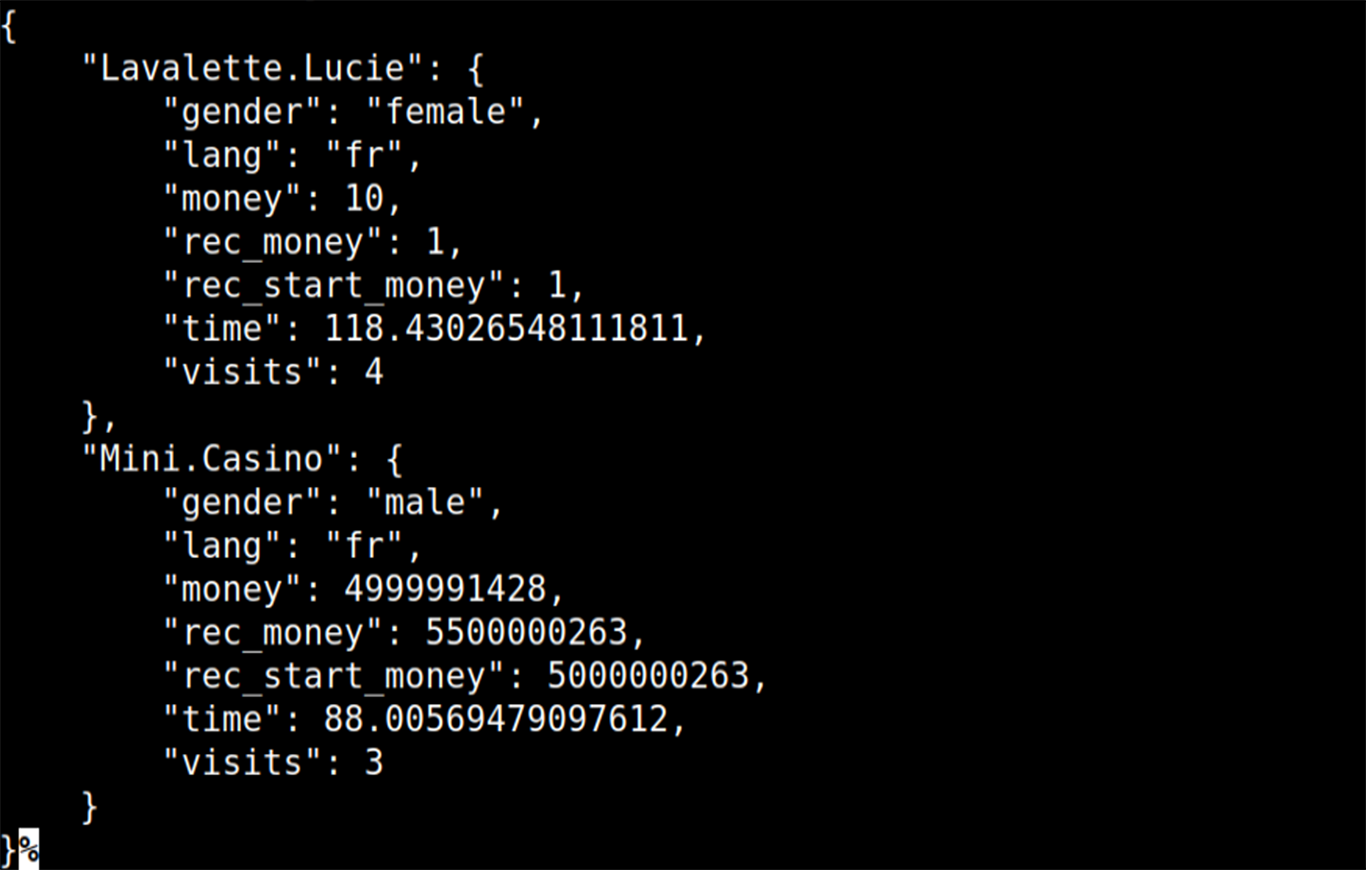 {
    "Lavalette.Lucie": {
        "gender": "female",
        "lang": "fr",
        "money": 10,
        "rec_money": 1,
        "rec_start_money": 1,
        "time": 118.43026548111811,
        "visits": 4
    },
    "Mini.Casino": {
        "gender": "male",
        "lang": "fr",
        "money": 4999991428,
        "rec_money": 5500000263,
        "rec_start_money": 5000000263,
        "time": 88.00569479097612,
        "visits": 3
    }
}%